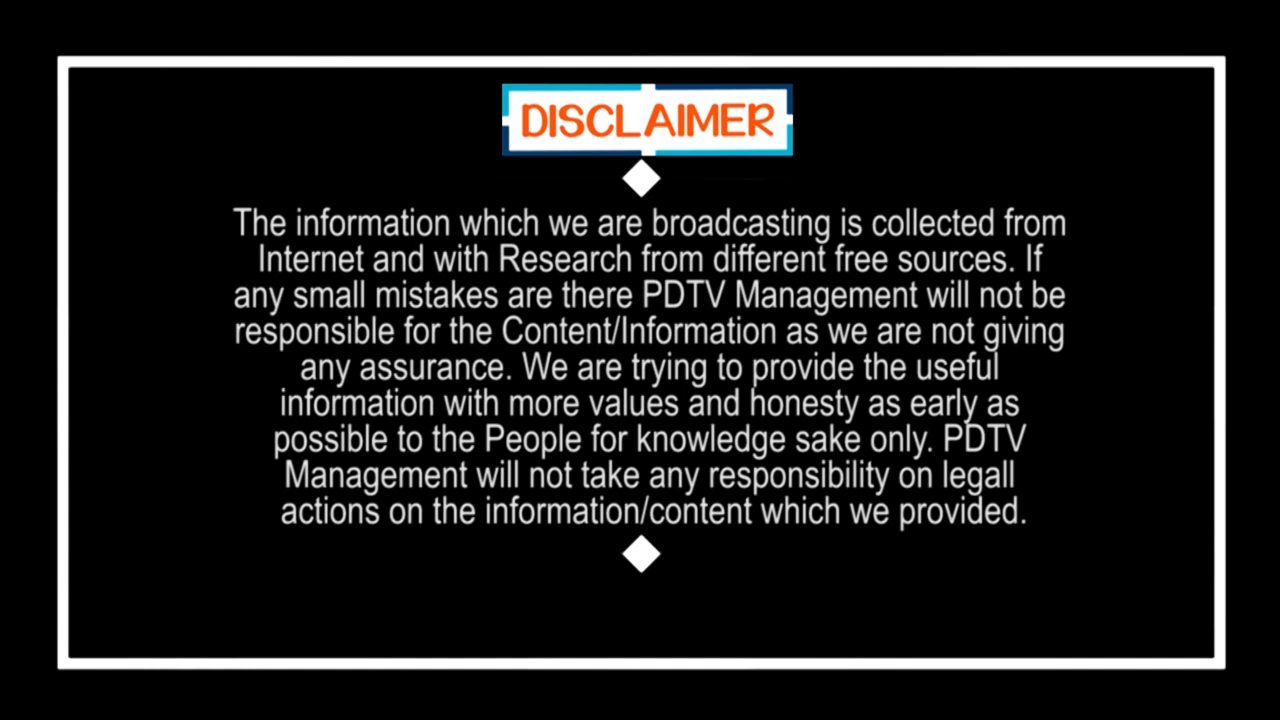 DISCLAIMER
The information which we are broadcasting is collected from
Internet and with Research from different free sources. If
any small mistakes are there PDTV Management will not be
responsible for the Content/Information as we are not giving
any assurance. We are trying to provide the useful
information with more values and honesty as early as
possible to the People for knowledge sake only. PDTV
Management will not take any responsibility on legall
actions on the information/content which we provided.